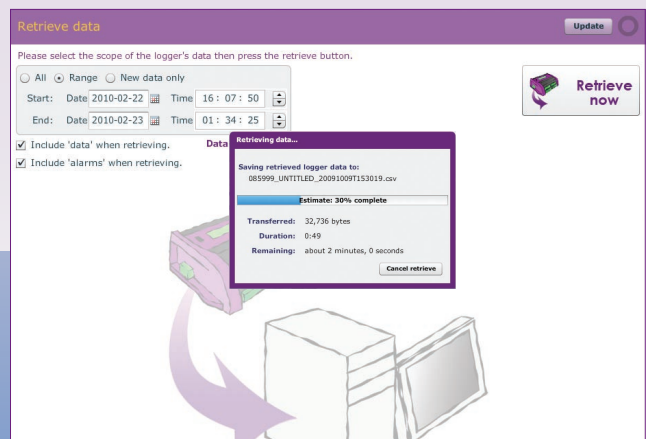 Retrieve data
Update
Please select the scope of the logger's data then press the retrieve button.
All Range New data only
Start: Date 2010-02-22 Time 16 : 07 : 50
End: Date 2010-02-23 Time 01 : 34 : 25
Retrieve
now
Include 'data' when retrieving.
Data
Include 'alarms' when retrieving.
Retrieving data...
Saving retrieved logger data to:
085999_UNTITLED_20091009T153019.csv
Estimate: 30% complete
Transferred: 32,736 bytes
Duration: 0:49
Remaining: about 2 minutes, 0 seconds
Cancel retrieve